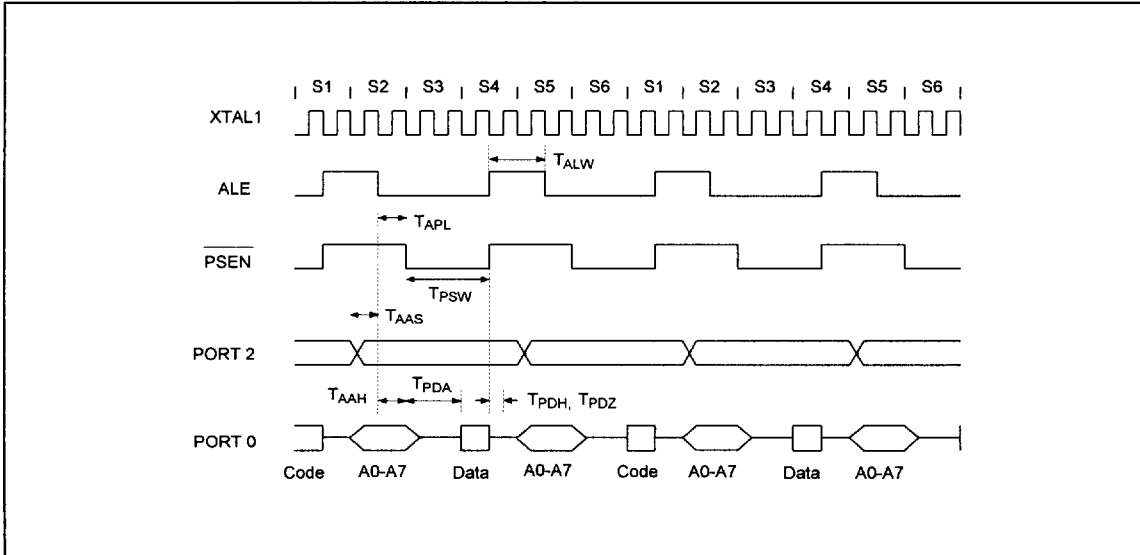 S1 S2 S3 S4 S5 S6 S1 S2 S3 S4 S5 S6
XTAL1
TALW
ALE
TAPL
PSEN
TPSW
TAAS
PORT 2
TAAH TPDA TPDH, TPDZ
PORT 0
Code A0-A7 Data A0-A7 Code A0-A7 Data A0-A7